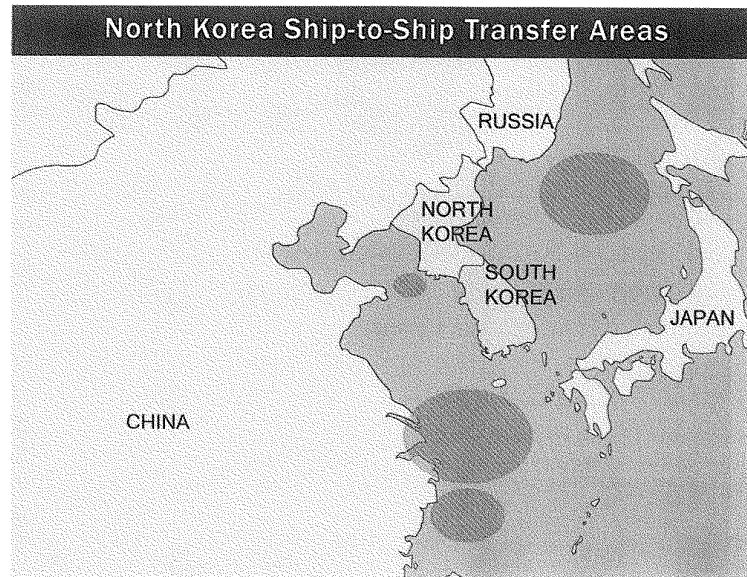 North Korea Ship-to-Ship Transfer Areas
RUSSIA
NORTH
KOREA
SOUTH
KOREA
JAPAN
CHINA